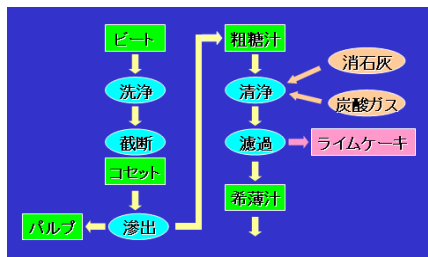 ビート
洗浄
截断
コセット
滲出
パルプ
粗糖汁
清浄
消石灰
炭酸ガス
濾過
ライムケーキ
希薄汁